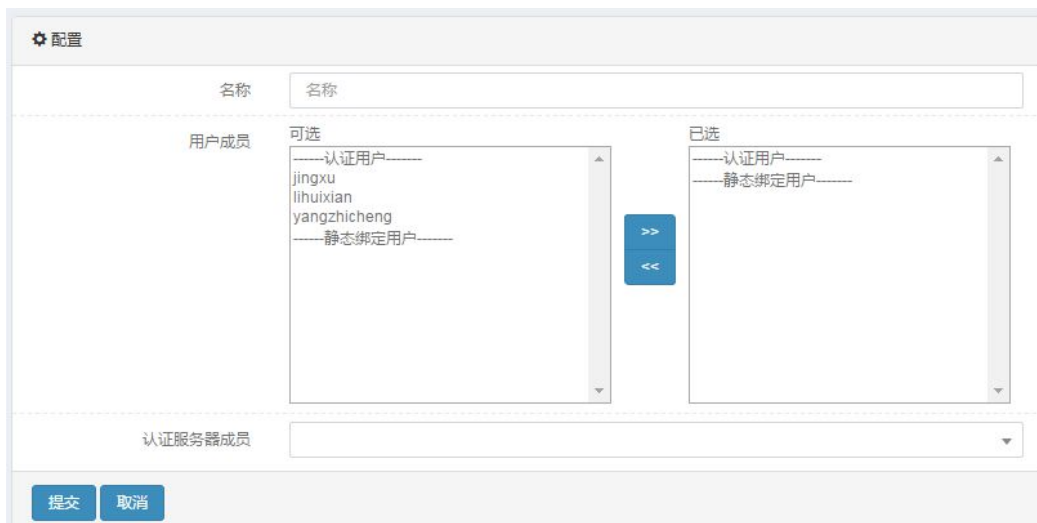 配置
名称
名称
用户成员
可选
------认证用户-------
jingxu
lihuixian
yangzhicheng
------静态绑定用户-------
>>
<<
已选
------认证用户-------
------静态绑定用户-------
认证服务器成员
提交 取消